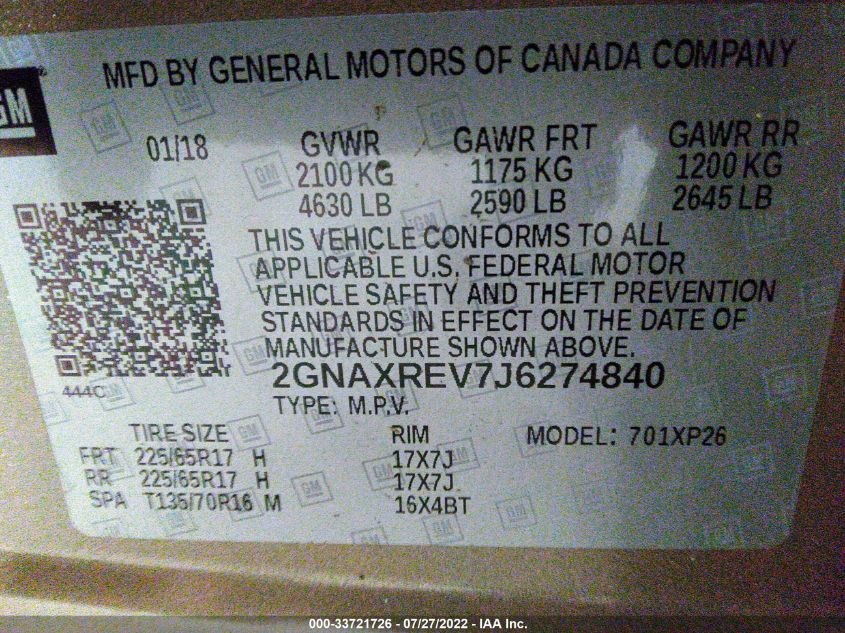 MFD BY GENERAL MOTORS OF CANADA COMPANY
GM
01/18 GVWR GAWR FRT GAWR RR
2100 KG 1175 KG 1200 KG
4630 LB 2590 LB 2645 LB
THIS VEHICLE CONFORMS TO ALL
APPLICABLE U.S. FEDERAL MOTOR
VEHICLE SAFETY AND THEFT PREVENTION
STANDARDS IN EFFECT ON THE DATE OF
MANUFACTURE SHOWN ABOVE.
444C 2GNAXREV7J6274840
TYPE: M.P.V.
TIRE SIZE RIM MODEL: 701XP26
FRT 225/65R17 H 17X7J
RR 225/65R17 H 17X7J
SPA T135/70R16 M 16X4BT
000-33721726 - 07/27/2022 - IAA Inc.